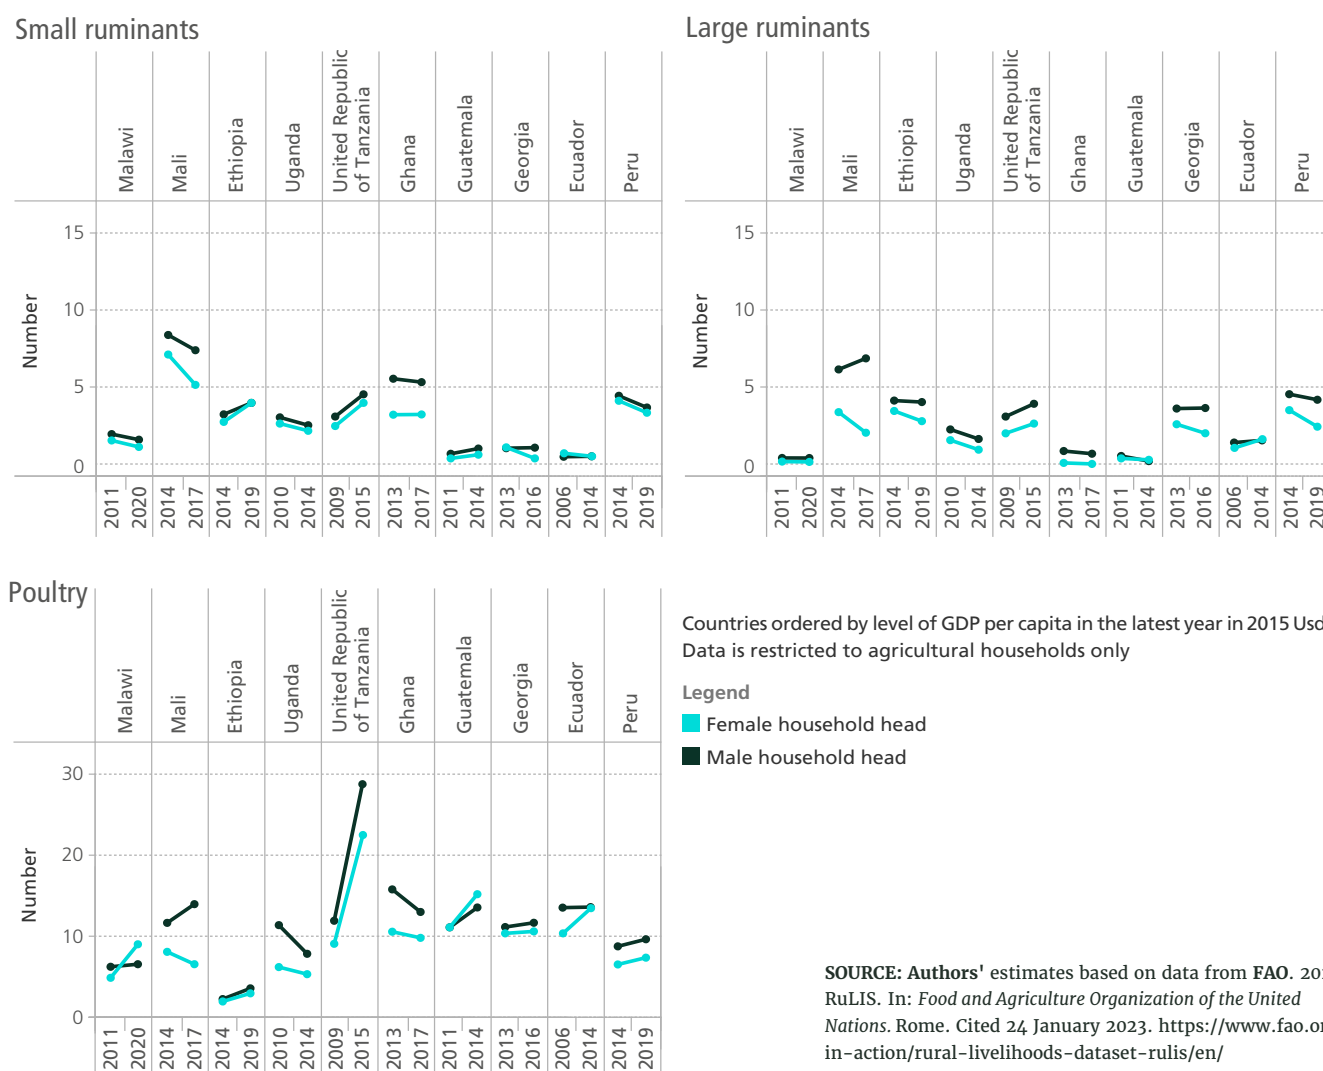 Small ruminants
Malawi
Mali
Ethiopia
Uganda
United Republic
of Tanzania
Ghana
Guatemala
Georgia
Ecuador
Peru
Number
15
10
5
0
2011
2020
2014
2017
2014
2019
2010
2014
2009
2015
2013
2017
2011
2014
2013
2016
2006
2014
2014
2019
Large ruminants
Malawi
Mali
Ethiopia
Uganda
United Republic
of Tanzania
Ghana
Guatemala
Georgia
Ecuador
Peru
Number
15
10
5
0
2011
2020
2014
2017
2014
2019
2010
2014
2009
2015
2013
2017
2011
2014
2013
2016
2006
2014
2014
2019
Poultry
Malawi
Mali
Ethiopia
Uganda
United Republic
of Tanzania
Ghana
Guatemala
Georgia
Ecuador
Peru
Number
30
20
10
0
2011
2020
2014
2017
2014
2019
2010
2014
2009
2015
2013
2017
2011
2014
2013
2016
2006
2014
2014
2019
Countries ordered by level of GDP per capita in the latest year in 2015 Usd
Data is restricted to agricultural households only
Legend
Female household head
Male household head
SOURCE: Authors' estimates based on data from FAO.
RuLIS. In: Food and Agriculture Organization of the United
Nations. Rome. Cited 24 January 2023. https://www.fao.o
in-action/rural-livelihoods-dataset-rulis/en/